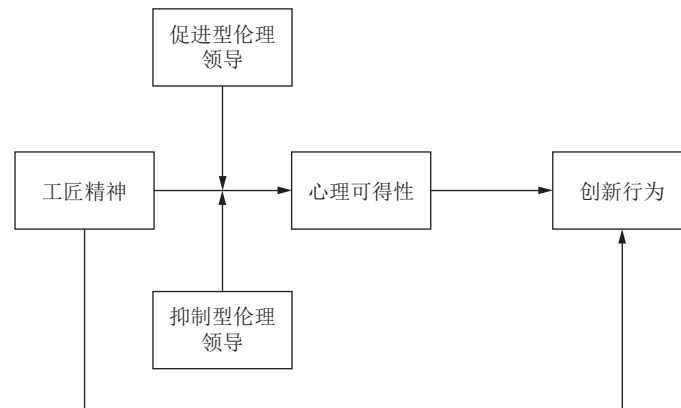 促进型伦理
领导
工匠精神
心理可得性
创新行为
抑制型伦理
领导